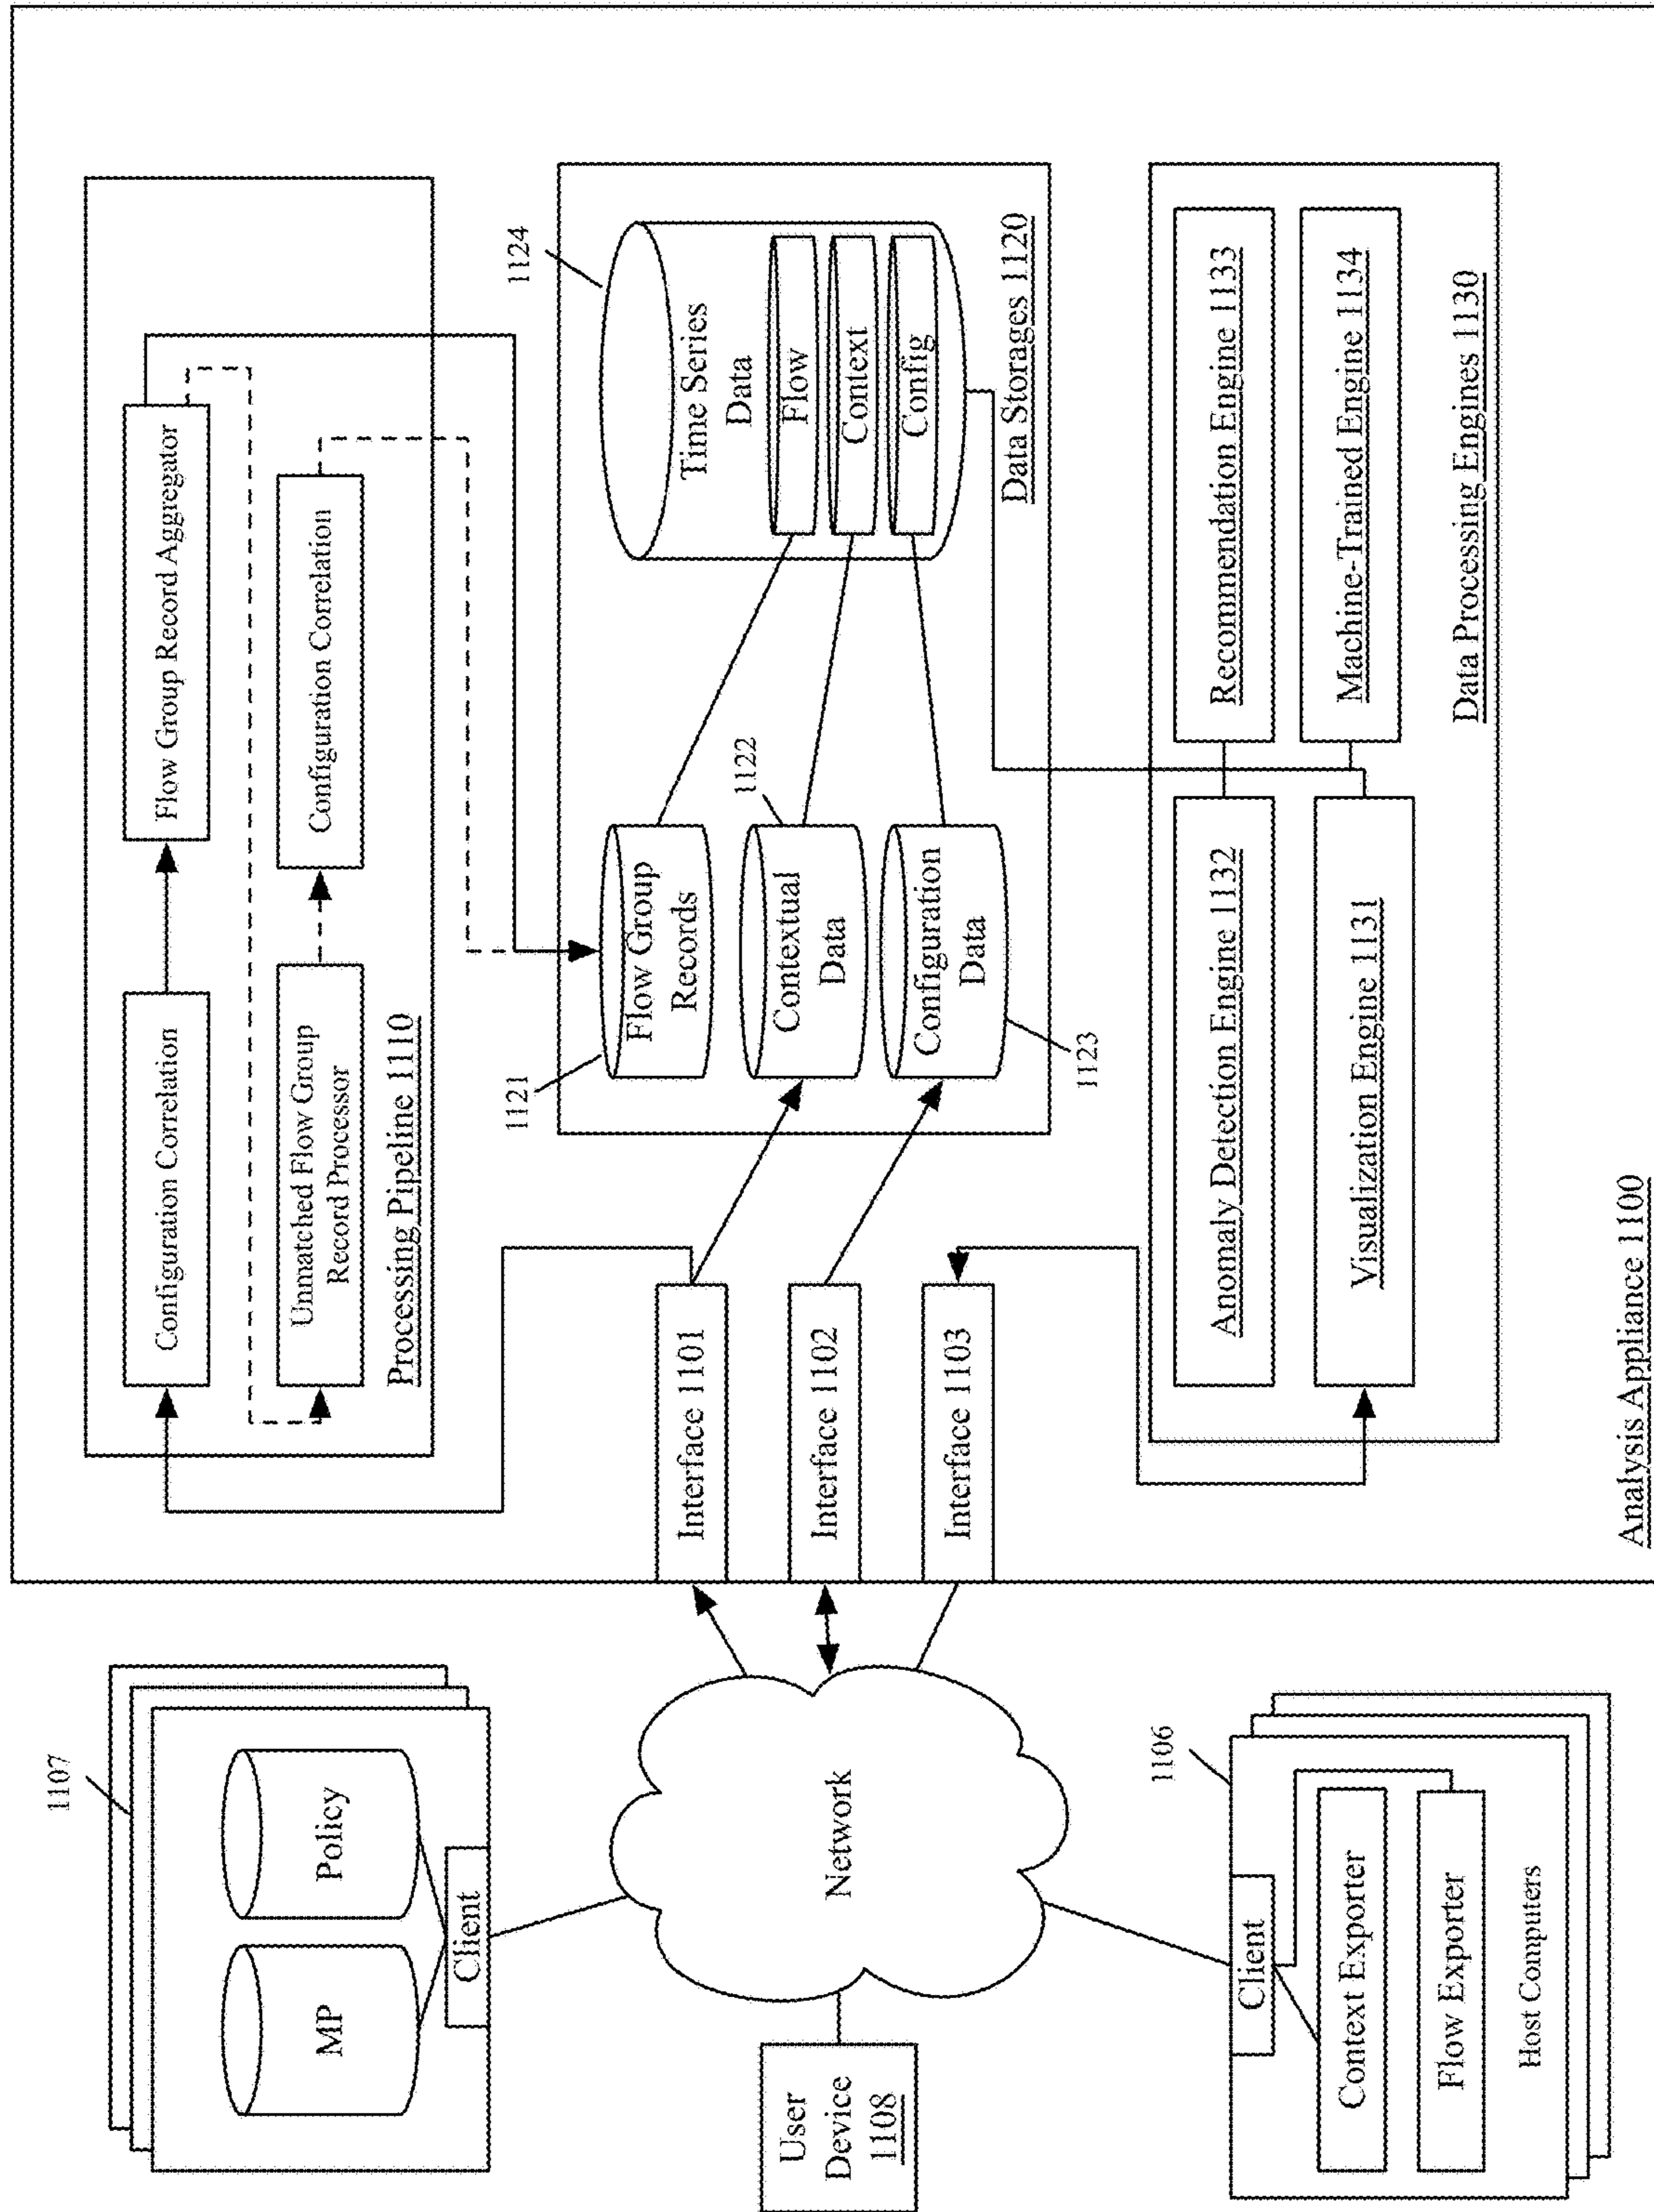 1107
MP
Policy
Client
User
Device
1108
Network
1106
Client
Context Exporter
Flow Exporter
Host Computers
Interface 1101
Interface 1102
Interface 1103
Configuration Correlation
Flow Group Record Aggregator
Unmatched Flow Group
Record Processor
Configuration Correlation
Processing Pipeline 1110
1121
Flow Group
Records
1122
Contextual
Data
Configuration
Data
1123
1124
Time Series
Data
Flow
Context
Config
Data Storages 1120
Anomaly Detection Engine 1132
Recommendation Engine 1133
Visualization Engine 1131
Machine-Trained Engine 1134
Data Processing Engines 1130
Analysis Appliance 1100